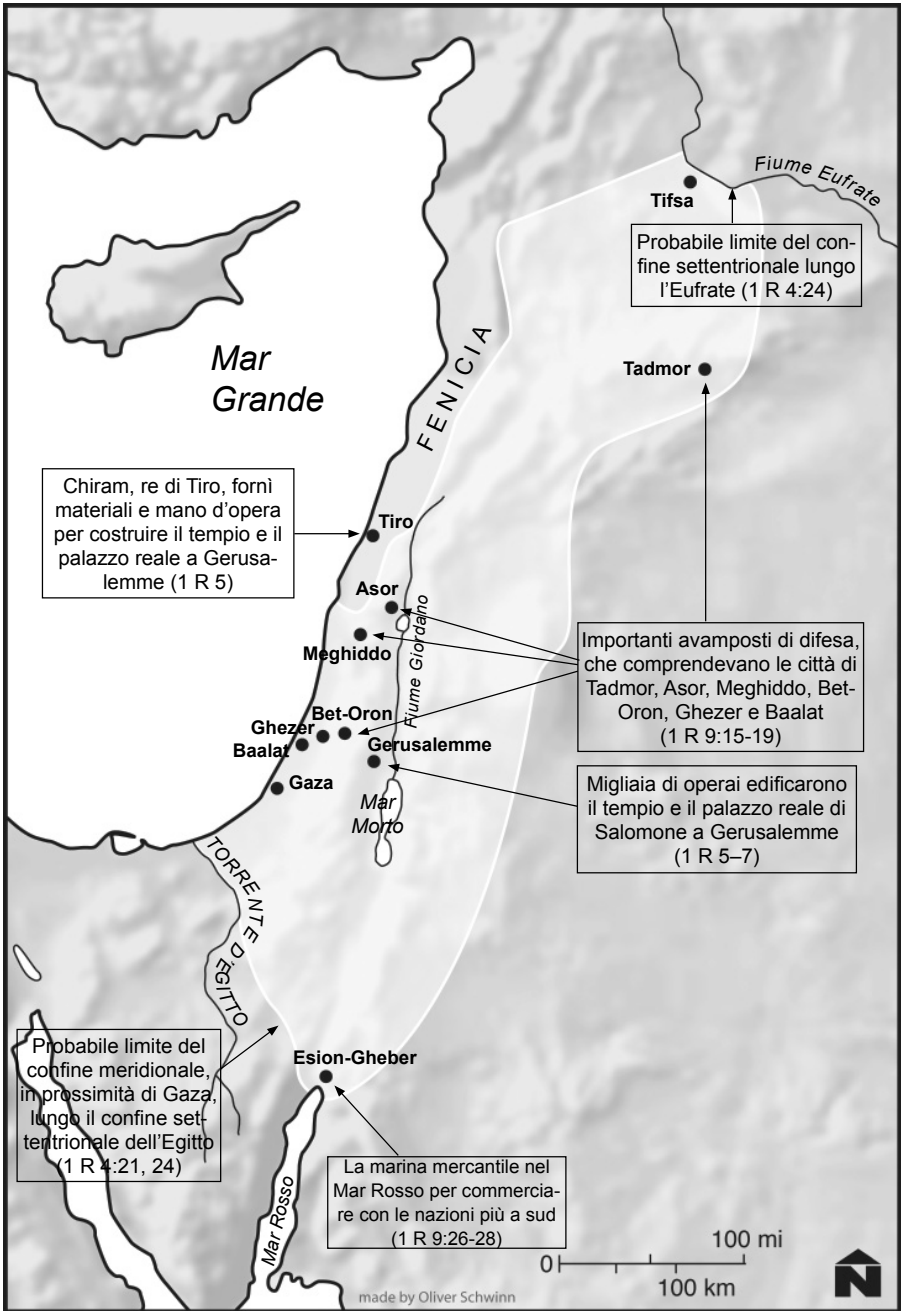 Fiume Eufrate
Tifsa
Probabile limite del con-
fine settentrionale lungo
l'Eufrate (1 R 4:24)
Mar
Grande
FENICIA
Tadmor
Chiram, re di Tiro, fornì
materiali e mano d'opera
per costruire il tempio e il
palazzo reale a Gerusa-
lemme (1 R 5)
Tiro
Asor
Meghiddo
Fiume Giordano
Importanti avamposti di difesa,
che comprendevano le città di
Tadmor, Asor, Meghiddo, Bet-
Oron, Ghezer e Baalat
(1 R 9:15-19)
Bet-Oron
Ghezer
Baalat
Gerusalemme
Gaza
Mar
Morto
Migliaia di operai edificarono
il tempio e il palazzo reale di
Salomone a Gerusalemme
(1 R 5–7)
TORRENTE D'EGITTO
Probabile limite del
confine meridionale,
in prossimità di Gaza,
lungo il confine set-
tentrionale dell'Egitto
(1 R 4:21, 24)
Esion-Gheber
Mar Rosso
La marina mercantile nel
Mar Rosso per commercia-
re con le nazioni più a sud
(1 R 9:26-28)
100 mi
0
100 km
N
made by Oliver Schwinn